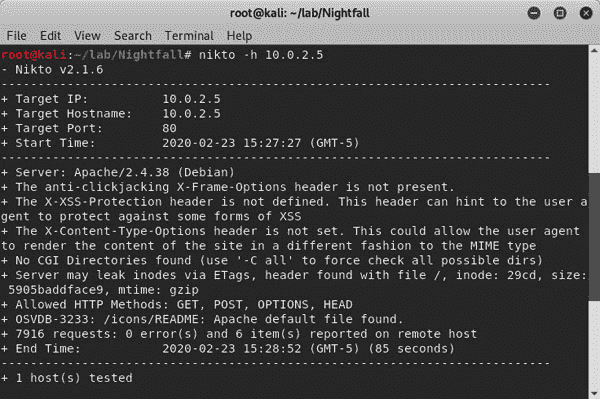 root@kali: ~/lab/Nightfall
File Edit View Search Terminal Help
root@kali:~/lab/Nightfall# nikto -h 10.0.2.5
- Nikto v2.1.6
---------------------------------------------------------------------------
+ Target IP:          10.0.2.5
+ Target Hostname:    10.0.2.5
+ Target Port:        80
+ Start Time:         2020-02-23 15:27:27 (GMT-5)
---------------------------------------------------------------------------
+ Server: Apache/2.4.38 (Debian)
+ The anti-clickjacking X-Frame-Options header is not present.
+ The X-XSS-Protection header is not defined. This header can hint to the user a
gent to protect against some forms of XSS
+ The X-Content-Type-Options header is not set. This could allow the user agent
to render the content of the site in a different fashion to the MIME type
+ No CGI Directories found (use '-C all' to force check all possible dirs)
+ Server may leak inodes via ETags, header found with file /, inode: 29cd, size:
 5905baddface9, mtime: gzip
+ Allowed HTTP Methods: GET, POST, OPTIONS, HEAD
+ OSVDB-3233: /icons/README: Apache default file found.
+ 7916 requests: 0 error(s) and 6 item(s) reported on remote host
+ End Time:           2020-02-23 15:28:52 (GMT-5) (85 seconds)
---------------------------------------------------------------------------
+ 1 host(s) tested